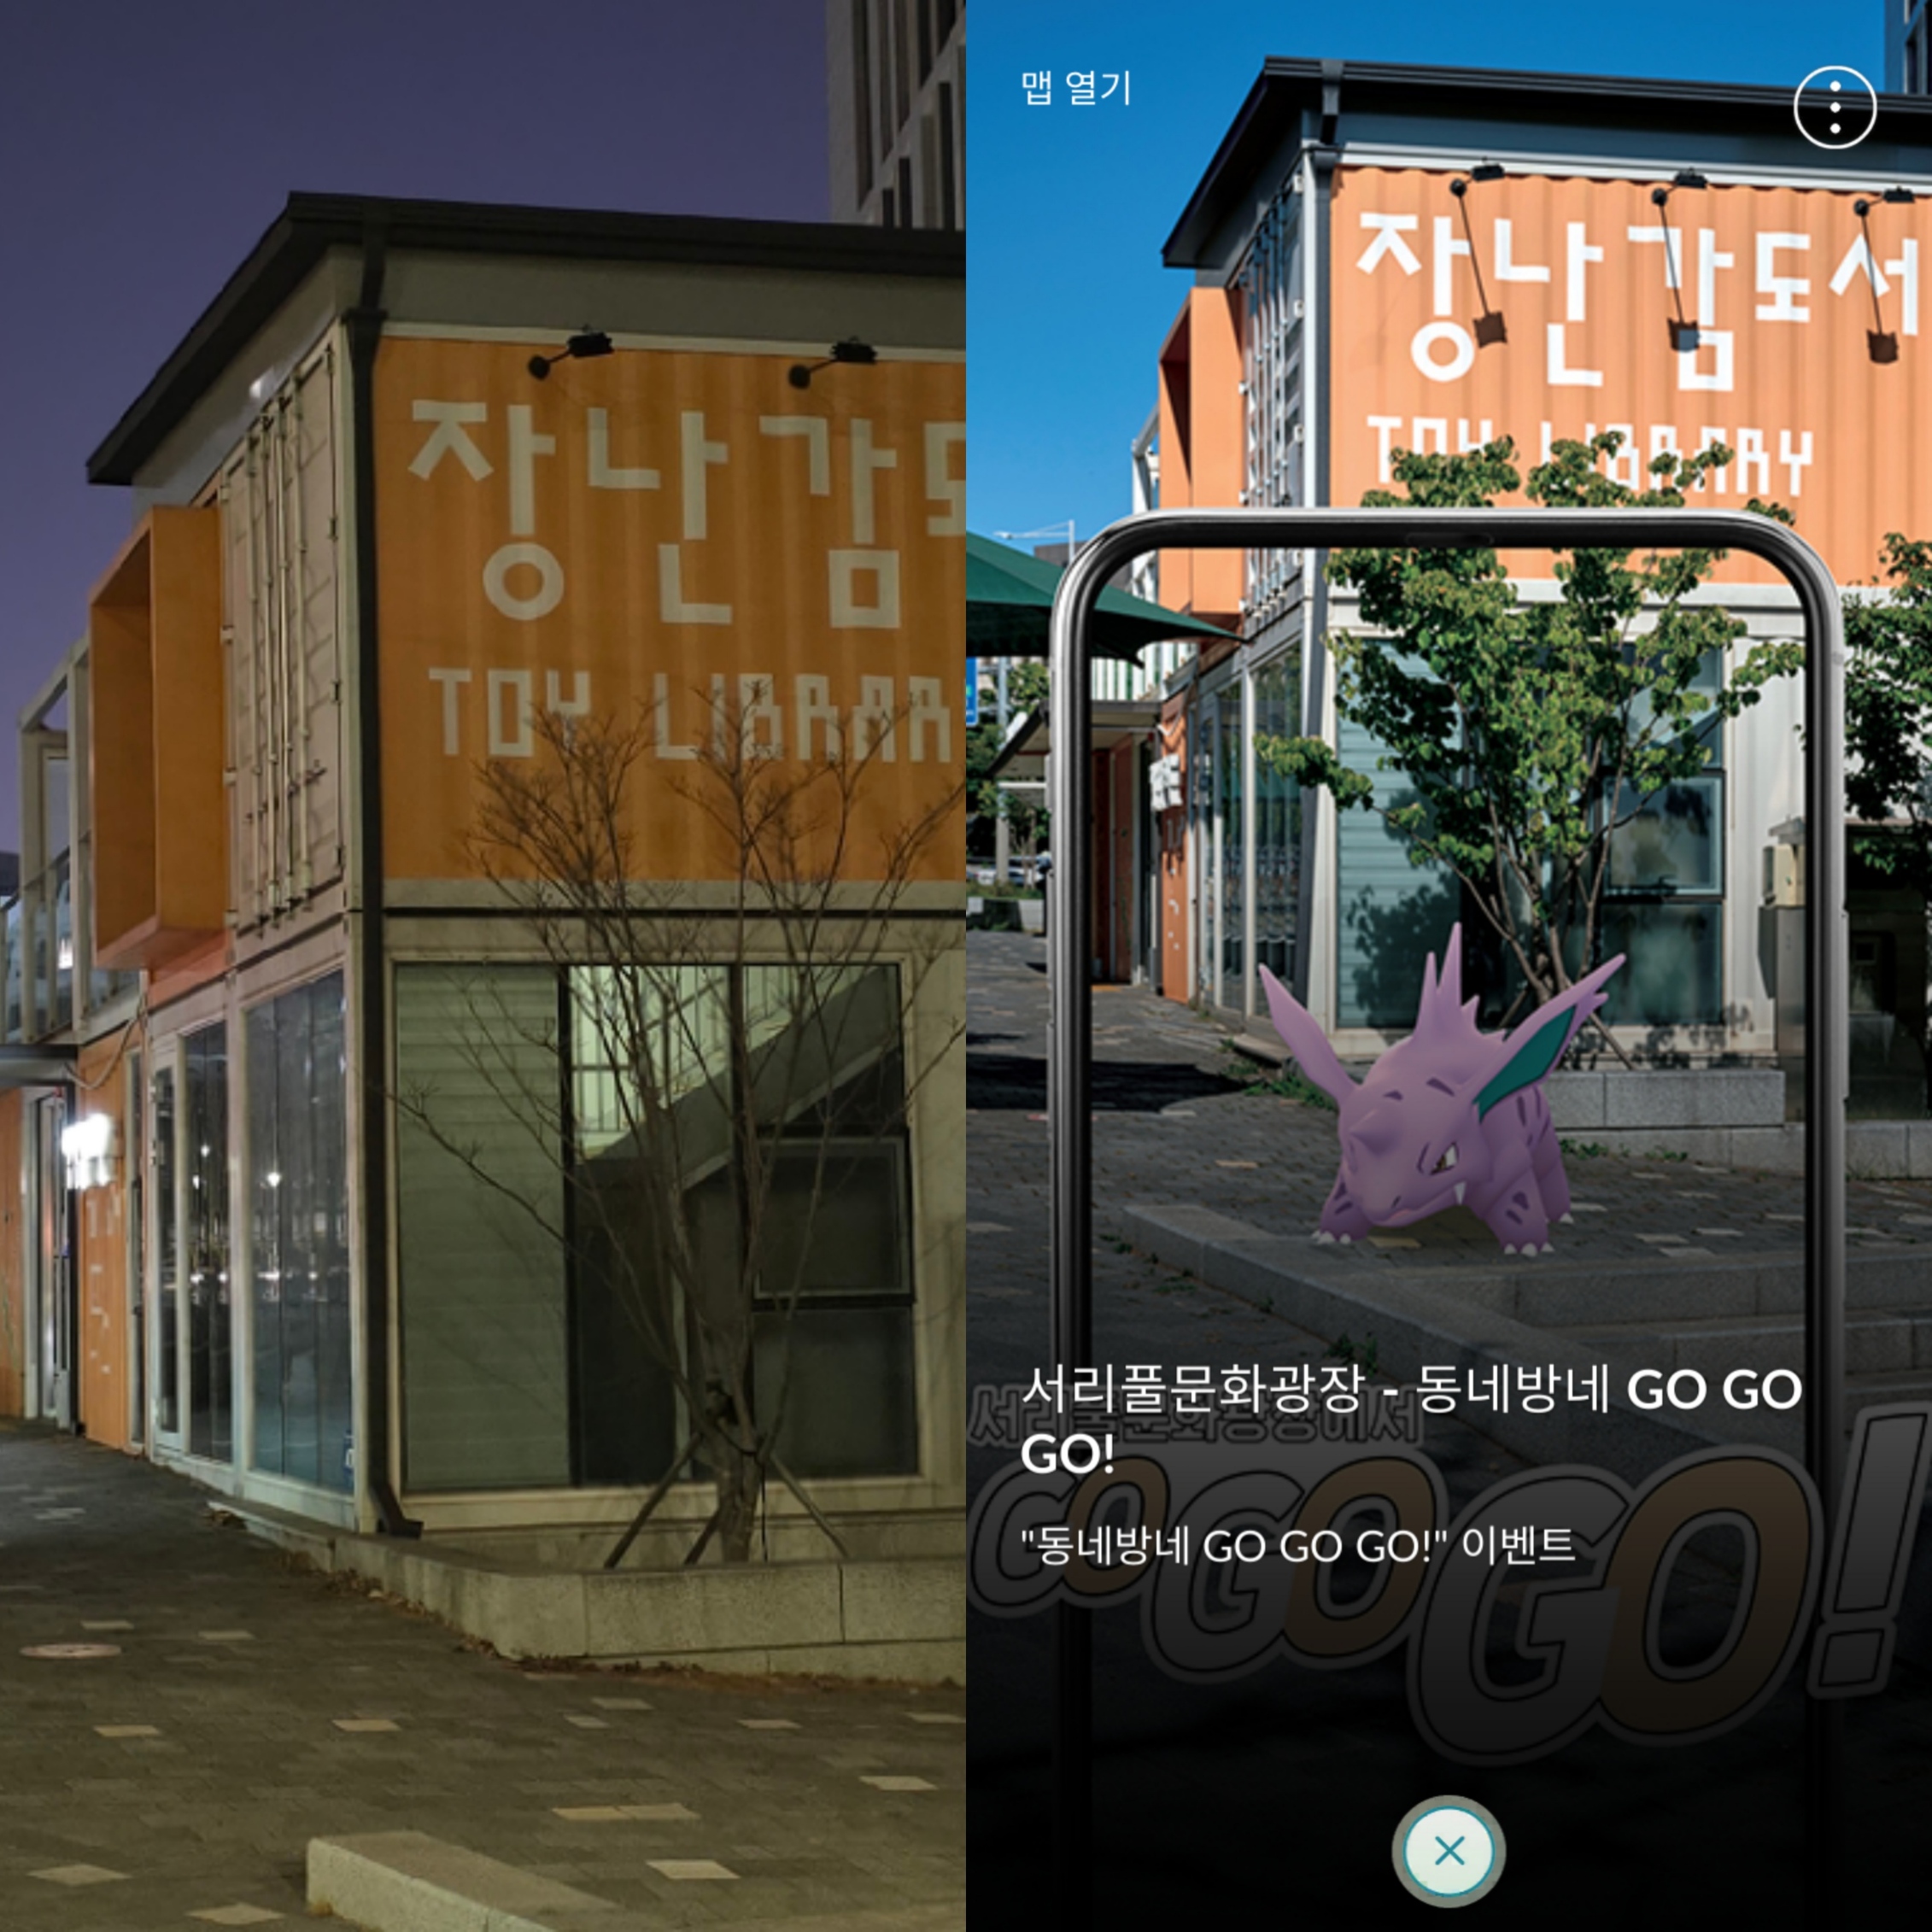 장난감도
TOY LIBRAR
맵 열기
장난감도서
TOY LIBRARY
서리풀문화광장 - 동네방네 GO GO
GO!
서리풀문화광장에서
GO GO GO!
"동네방네 GO GO GO!" 이벤트